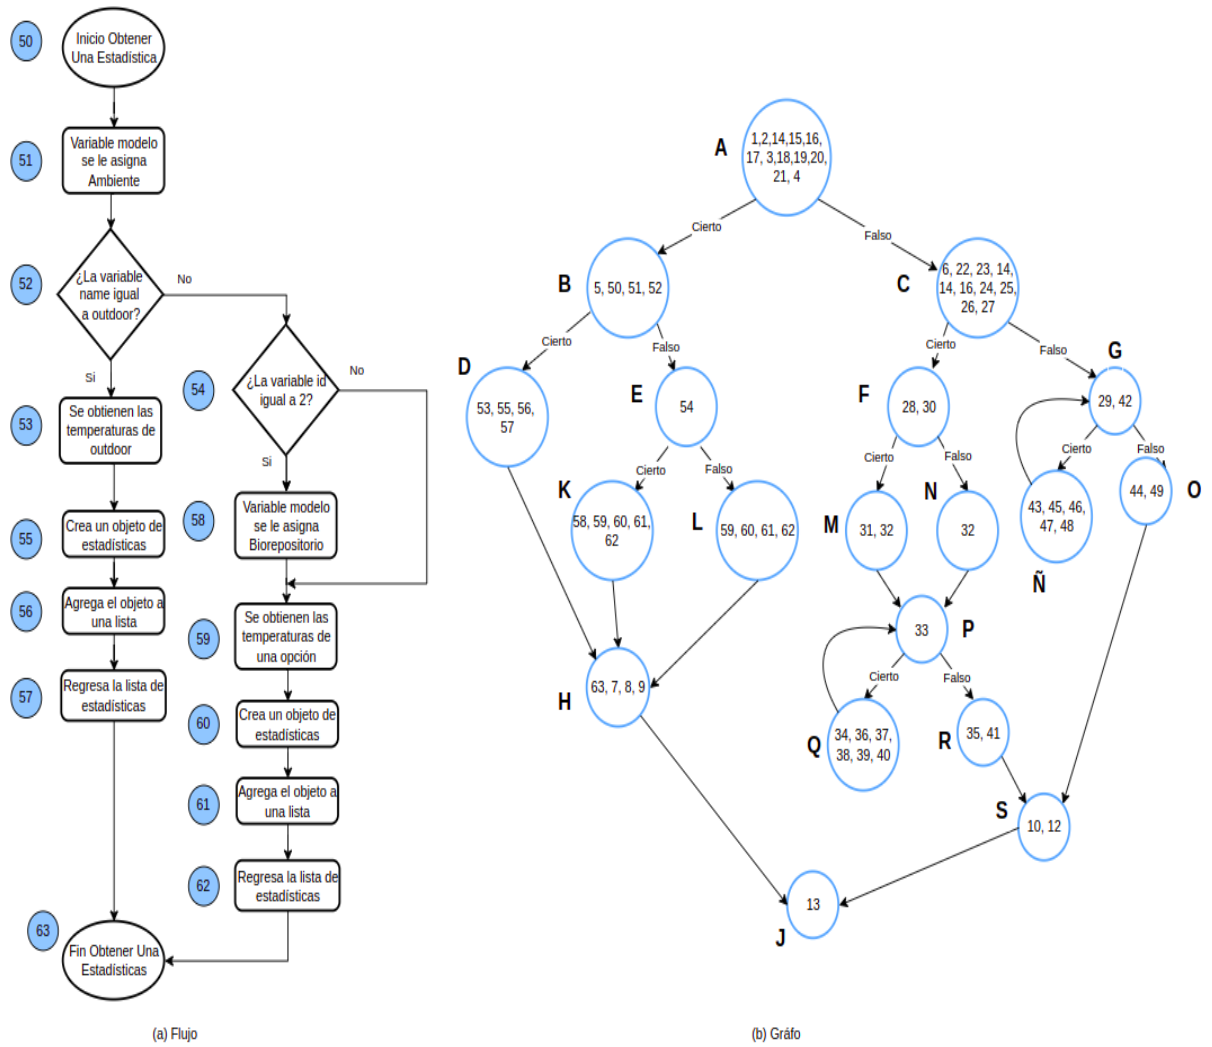 50
Inicio Obtener
Una Estadística
51
Variable modelo
se le asigna
Ambiente
52
¿La variable
name igual
a outdoor?
No
Si
54
¿La variable id
igual a 2?
No
Si
53
Se obtienen las
temperaturas de
outdoor
58
Variable modelo
se le asigna
Biorepositorio
55
Crea un objeto de
estadísticas
56
Agrega el objeto a
una lista
59
Se obtienen las
temperaturas de
una opción
57
Regresa la lista de
estadísticas
60
Crea un objeto de
estadísticas
61
Agrega el objeto a
una lista
62
Regresa la lista de
estadísticas
63
Fin Obtener Una
Estadísticas
(a) Flujo
A
1,2,14,15,16,
17, 3,18,19,20,
21, 4
Cierto
Falso
B
5, 50, 51, 52
C
6, 22, 23, 14,
14, 16, 24, 25,
26, 27
Cierto
Falso
Cierto
Falso
D
53, 55, 56,
57
E
54
F
28, 30
G
29, 42
Cierto
Falso
Cierto
Falso
Cierto
Falso
K
58, 59, 60, 61,
62
L
59, 60, 61, 62
M
31, 32
N
32
43, 45, 46,
47, 48
Ñ
44, 49
O
33
P
Cierto
Falso
H
63, 7, 8, 9
Q
34, 36, 37,
38, 39, 40
R
35, 41
S
10, 12
13
J
(b) Gráfo